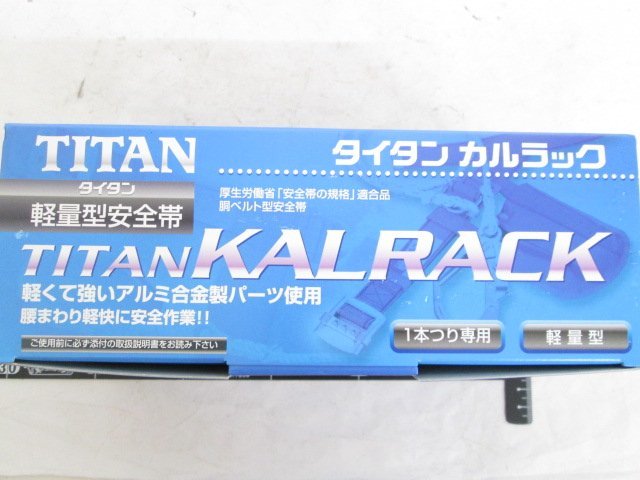 TITAN
タイタン
軽量型安全帯
タイタン カルラック
厚生労働省「安全帯の規格」適合品
胴ベルト型安全帯
TITAN KALRACK
軽くて強いアルミ合金製パーツ使用
腰まわり軽快に安全作業!!
ご使用前に必ず添付の取扱説明書をお読み下さい
1本つり専用
軽量型